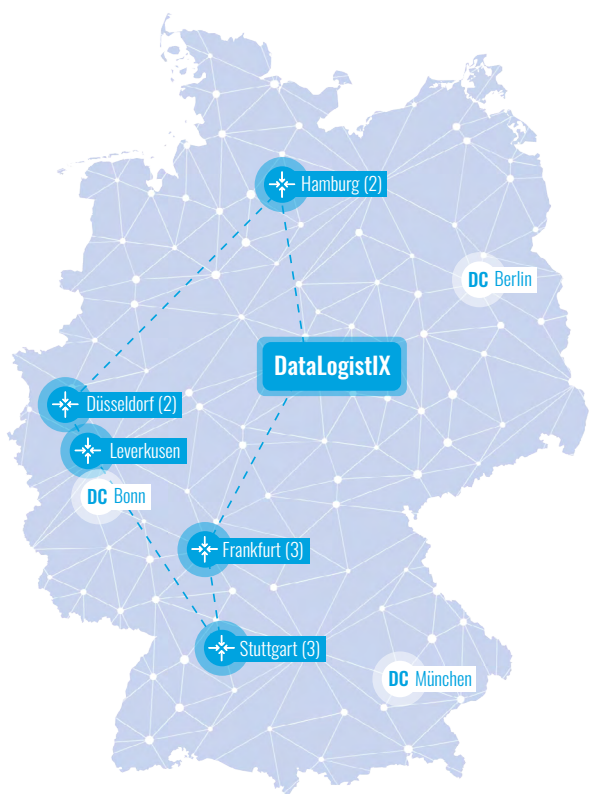 Hamburg (2)
DC Berlin
DataLogistIX
Düsseldorf (2)
Leverkusen
DC Bonn
Frankfurt (3)
Stuttgart (3)
DC München